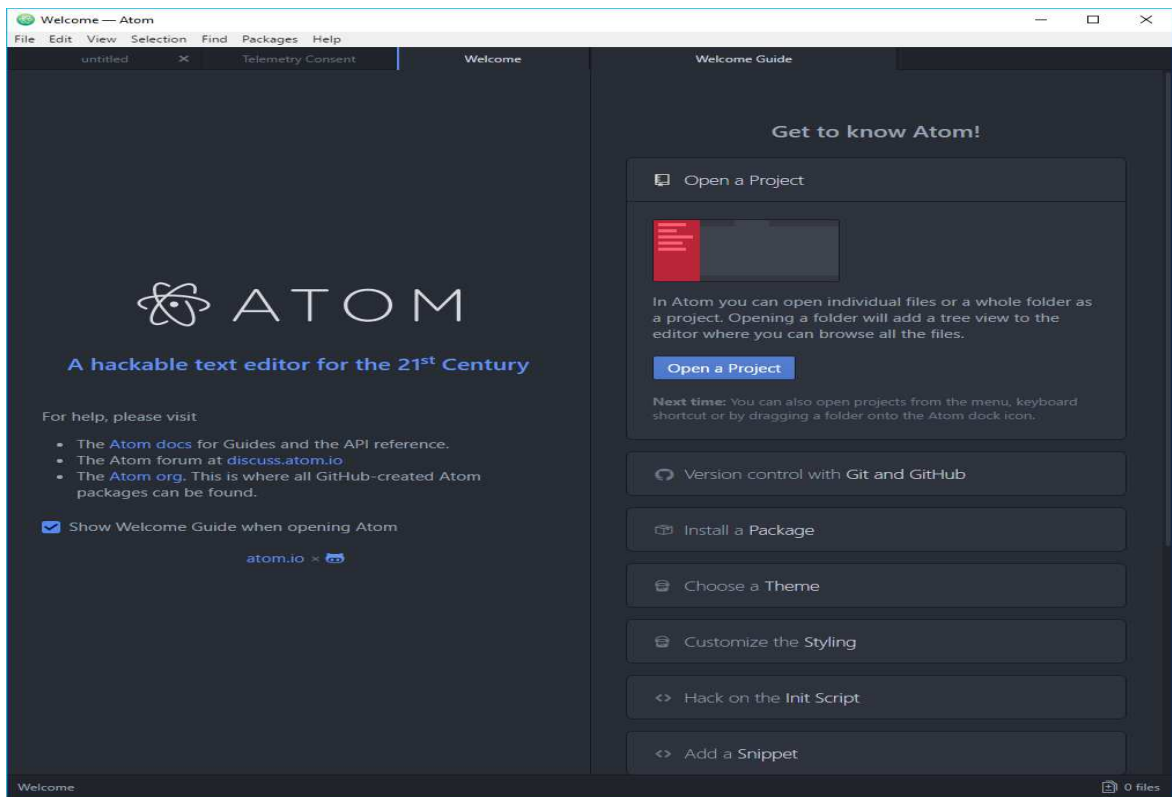 Welcome — Atom
File Edit View Selection Find Packages Help
untitled
Telemetry Consent
Welcome
Welcome Guide
ATOM
A hackable text editor for the 21st Century
For help, please visit
• The Atom docs for Guides and the API reference.
• The Atom forum at discuss.atom.io
• The Atom org. This is where all GitHub-created Atom
packages can be found.
Show Welcome Guide when opening Atom
atom.io ×
Get to know Atom!
Open a Project
In Atom you can open individual files or a whole folder as
a project. Opening a folder will add a tree view to the
editor where you can browse all the files.
Open a Project
Next time: You can also open projects from the menu, keyboard
shortcut or by dragging a folder onto the Atom dock icon.
Version control with Git and GitHub
Install a Package
Choose a Theme
Customize the Styling
Hack on the Init Script
Add a Snippet
Welcome
0 files